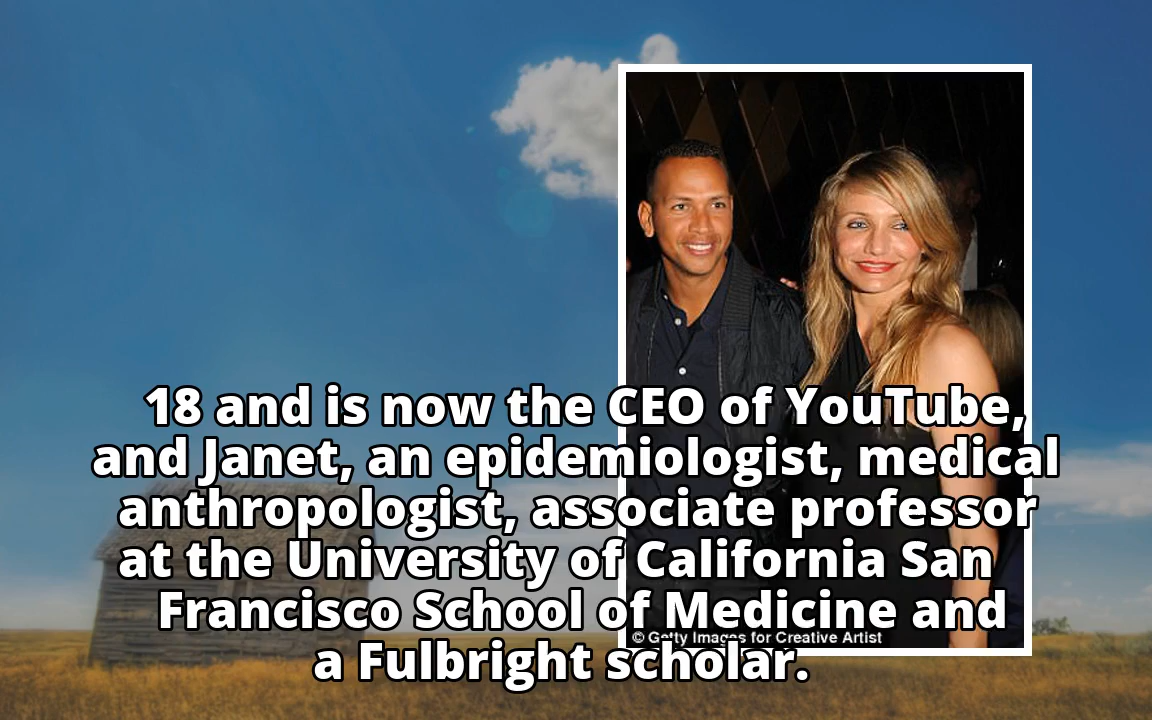 18 and is now the CEO of YouTube,
and Janet, an epidemiologist, medical
anthropologist, associate professor
at the University of California San
Francisco School of Medicine and
© Getty Images for Creative Artist
a Fulbright scholar.